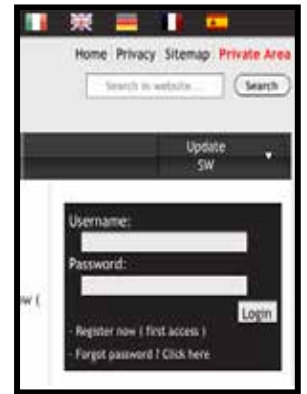 Home Privacy Sitemap Private Area
Search in website... Search
Update
SW
Username:
Password:
w (
Login
- Register now ( first access )
- Forgot password ? Click here